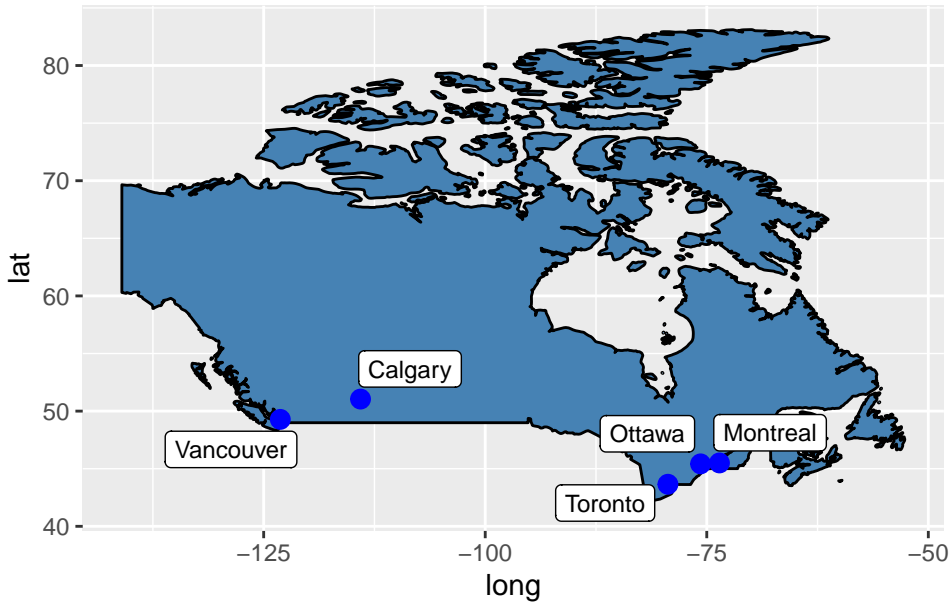 80
70
60
50
40
lat
Calgary
Vancouver
Ottawa
Montreal
Toronto
−125
−100
−75
−50
long